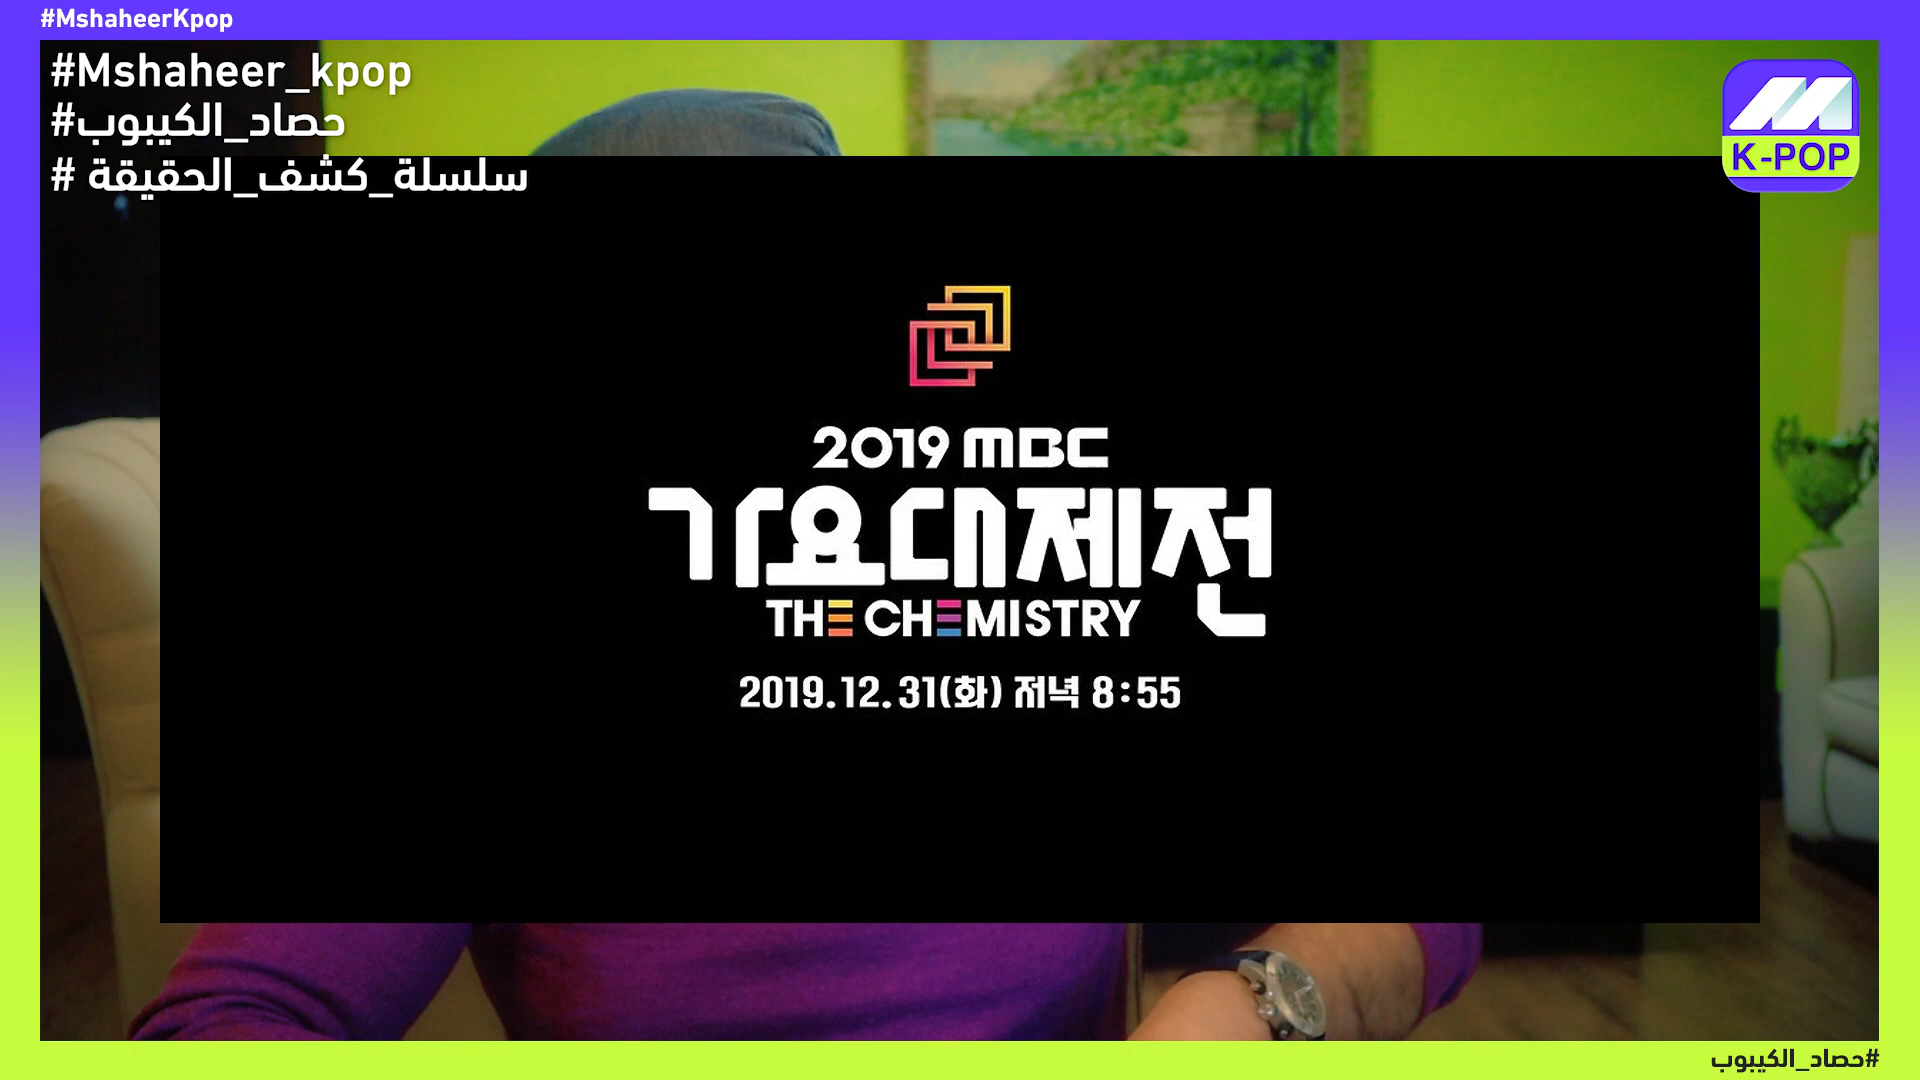 #MshaheerKpop
#Mshaheer_kpop
#حصاد_الكيبوب
# سلسلة_كشف_الحقيقة
K-POP
2019 MBC
가요대제전
THE CHEMISTRY
2019.12.31(화) 저녁 8:55
#حصاد_الكيبوب